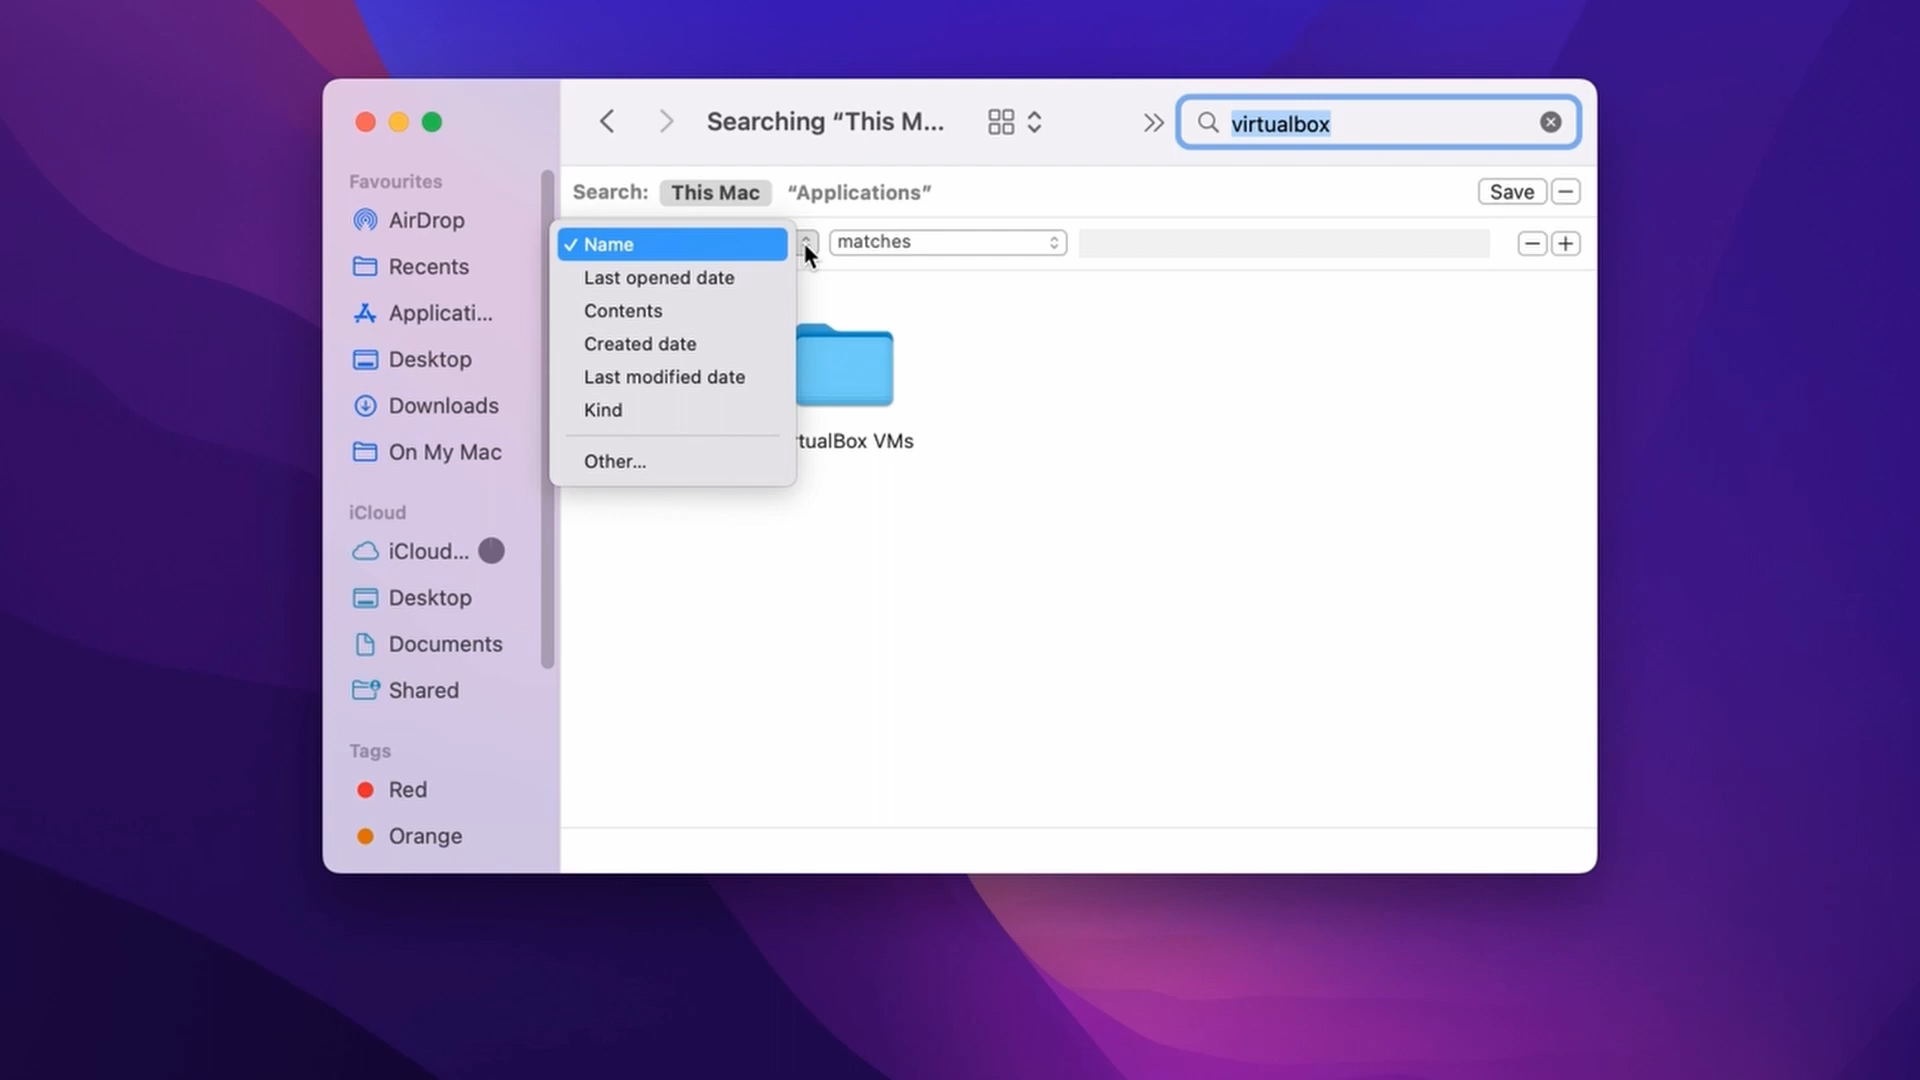 Searching “This M...
virtualbox
Search: This Mac “Applications” Save
Name
matches
Last opened date
Contents
Created date
Last modified date
Kind
Other...
tualBox VMs
Favourites
AirDrop
Recents
Applicati...
Desktop
Downloads
On My Mac
iCloud
iCloud...
Desktop
Documents
Shared
Tags
Red
Orange